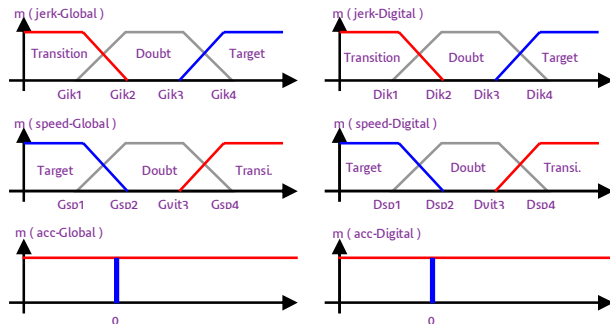 m ( jerk-Global )
m ( jerk-Digital )
Transition Doubt Target
Transition Doubt Target
Gik1 Gik2 Gik3 Gik4
Dik1 Dik2 Dik3 Dik4
m ( speed-Global )
m ( speed-Digital )
Target Doubt Transi.
Target Doubt Transi.
Gsp1 Gsp2 Gvit3 Gsp4
Dsp1 Dsp2 Dvit3 Dsp4
m ( acc-Global )
m ( acc-Digital )
0
0